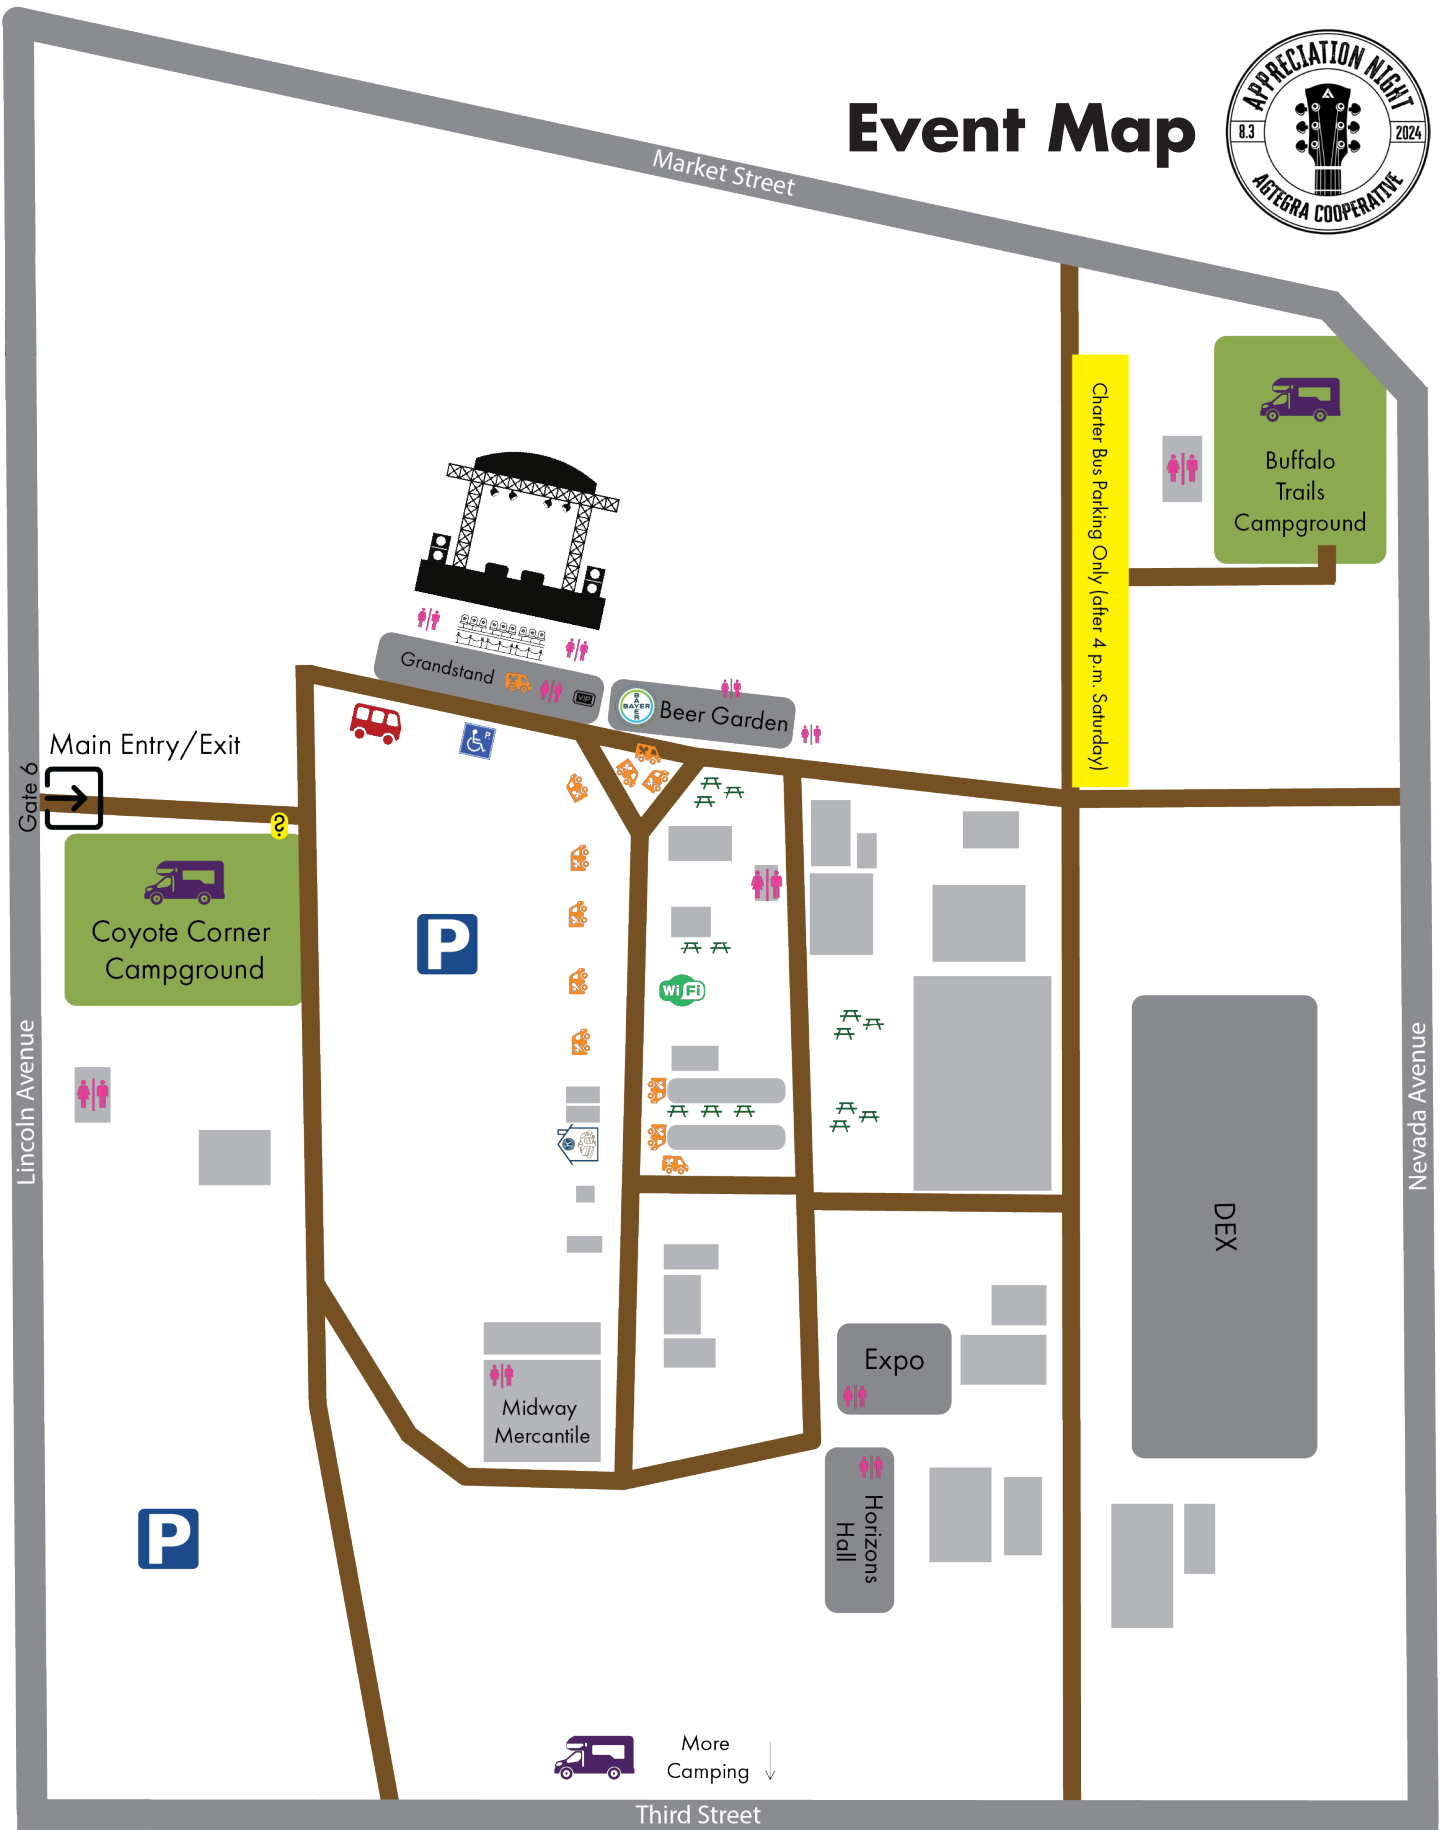 Event Map
APPRECIATION NIGHT
8.3
2024
AGTEGRA COOPERATIVE
Market Street
Charter Bus Parking Only (after 4 p.m. Saturday)
Buffalo
Trails
Campground
Grandstand
VIP
BAYER
BAYER
Beer Garden
P
Main Entry/Exit
Gate 6
?
Coyote Corner
Campground
P
WiFi
Lincoln Avenue
Nevada Avenue
DEX
Expo
Midway
Mercantile
Horizons
Hall
P
More
Camping
Third Street